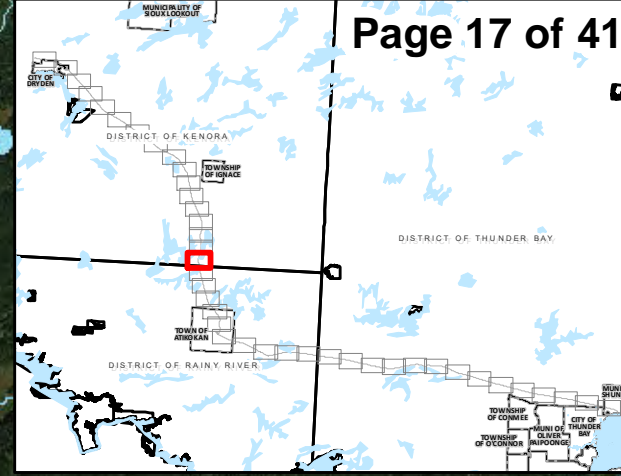 MUNICIPALITY OF
SIOUX LOOKOUT
Page 17 of 41
CITY OF
DRYDEN
DISTRICT OF KENORA
TOWNSHIP
OF IGNACE
DISTRICT OF THUNDER BAY
TOWN OF
ATIKOKAN
DISTRICT OF RAINY RIVER
MUNI
SHUN
TOWNSHIP
OF CONMEE
CITY OF
THUNDER
BAY
MUNI OF
OLIVER
PAIPOONGE
TOWNSHIP
OF O'CONNOR